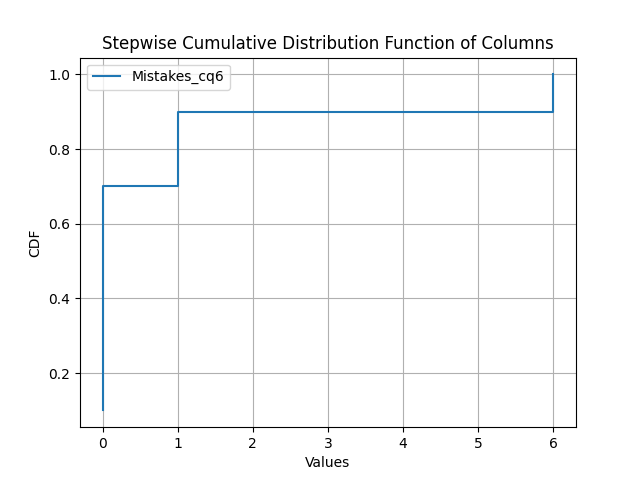 Stepwise Cumulative Distribution Function of Columns
Mistakes_cq6
1.0
0.8
0.6
0.4
0.2
CDF
0 1 2 3 4 5 6
Values